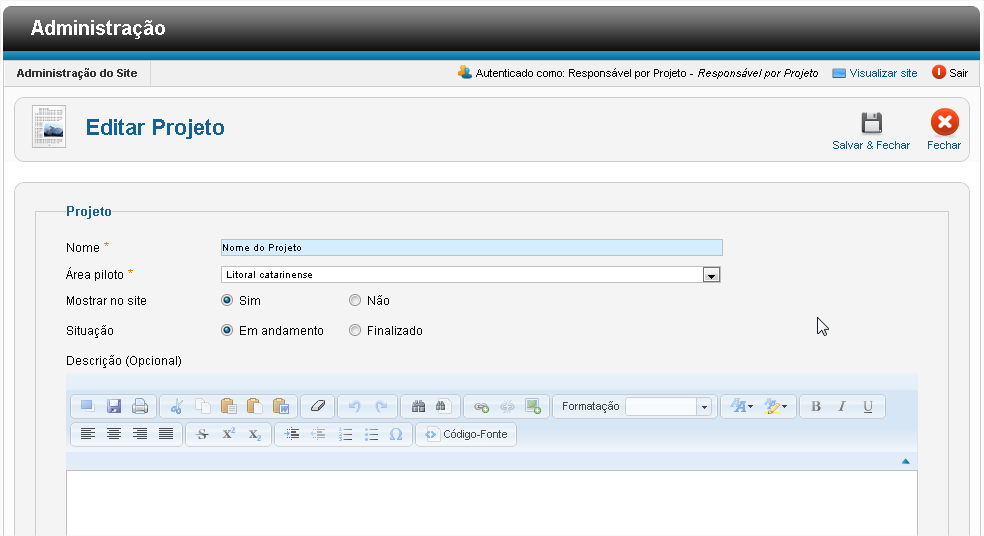 Administração
Administração do Site
Autenticado como: Responsável por Projeto - Responsável por Projeto
Visualizar site
Sair
Editar Projeto
Salvar & Fechar
Fechar
Projeto
Nome *
Nome do Projeto
Área piloto *
Litoral catarinense
Mostrar no site
Sim
Não
Situação
Em andamento
Finalizado
Descrição (Opcional)
Formatação
B I U
S X² X₂
Ω
Código-Fonte